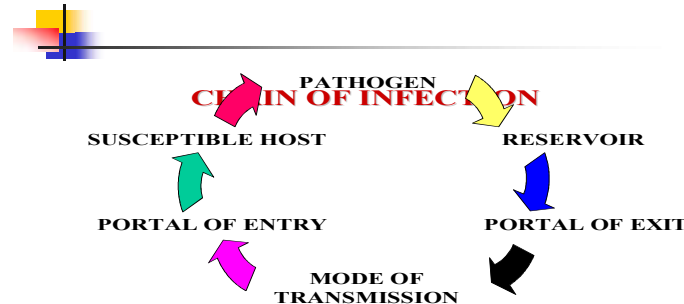 PATHOGEN
CHAIN OF INFECTION
SUSCEPTIBLE HOST
RESERVOIR
PORTAL OF ENTRY
PORTAL OF EXIT
MODE OF
TRANSMISSION